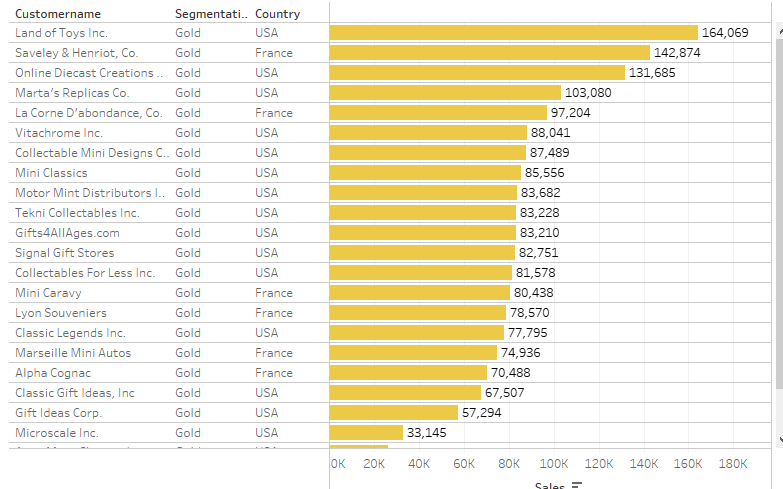 Customername Segmentati.. Country
Land of Toys Inc. Gold USA 164,069
Saveley & Henriot, Co. Gold France 142,874
Online Diecast Creations .. Gold USA 131,685
Marta's Replicas Co. Gold USA 103,080
La Corne D'abondance, Co. Gold France 97,204
Vitachrome Inc. Gold USA 88,041
Collectable Mini Designs C.. Gold USA 87,489
Mini Classics Gold USA 85,556
Motor Mint Distributors I.. Gold USA 83,682
Tekni Collectables Inc. Gold USA 83,228
Gifts4AllAges.com Gold USA 83,210
Signal Gift Stores Gold USA 82,751
Collectables For Less Inc. Gold USA 81,578
Mini Caravy Gold France 80,438
Lyon Souveniers Gold France 78,570
Classic Legends Inc. Gold USA 77,795
Marseille Mini Autos Gold France 74,936
Alpha Cognac Gold France 70,488
Classic Gift Ideas, Inc Gold USA 67,507
Gift Ideas Corp. Gold USA 57,294
Microscale Inc. Gold USA 33,145
0K 20K 40K 60K 80K 100K 120K 140K 160K 180K
Sales